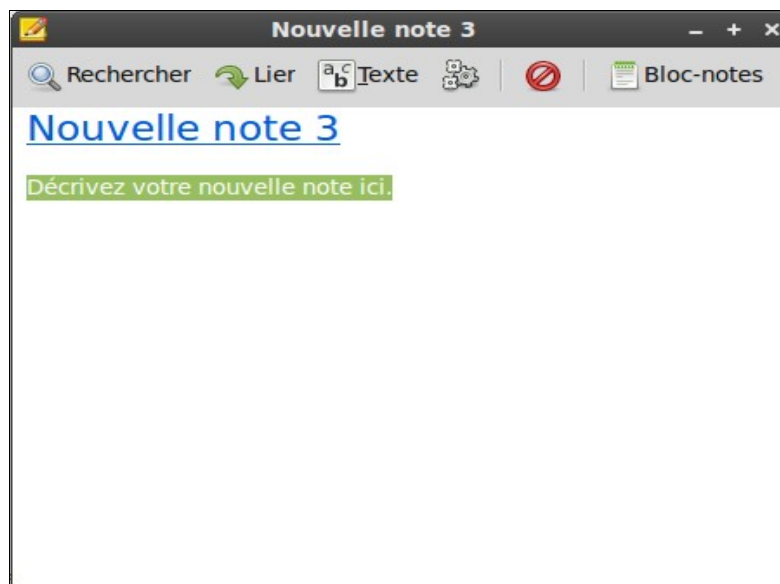 Nouvelle note 3
Rechercher Lier Texte Bloc-notes
Nouvelle note 3
Décrivez votre nouvelle note ici.